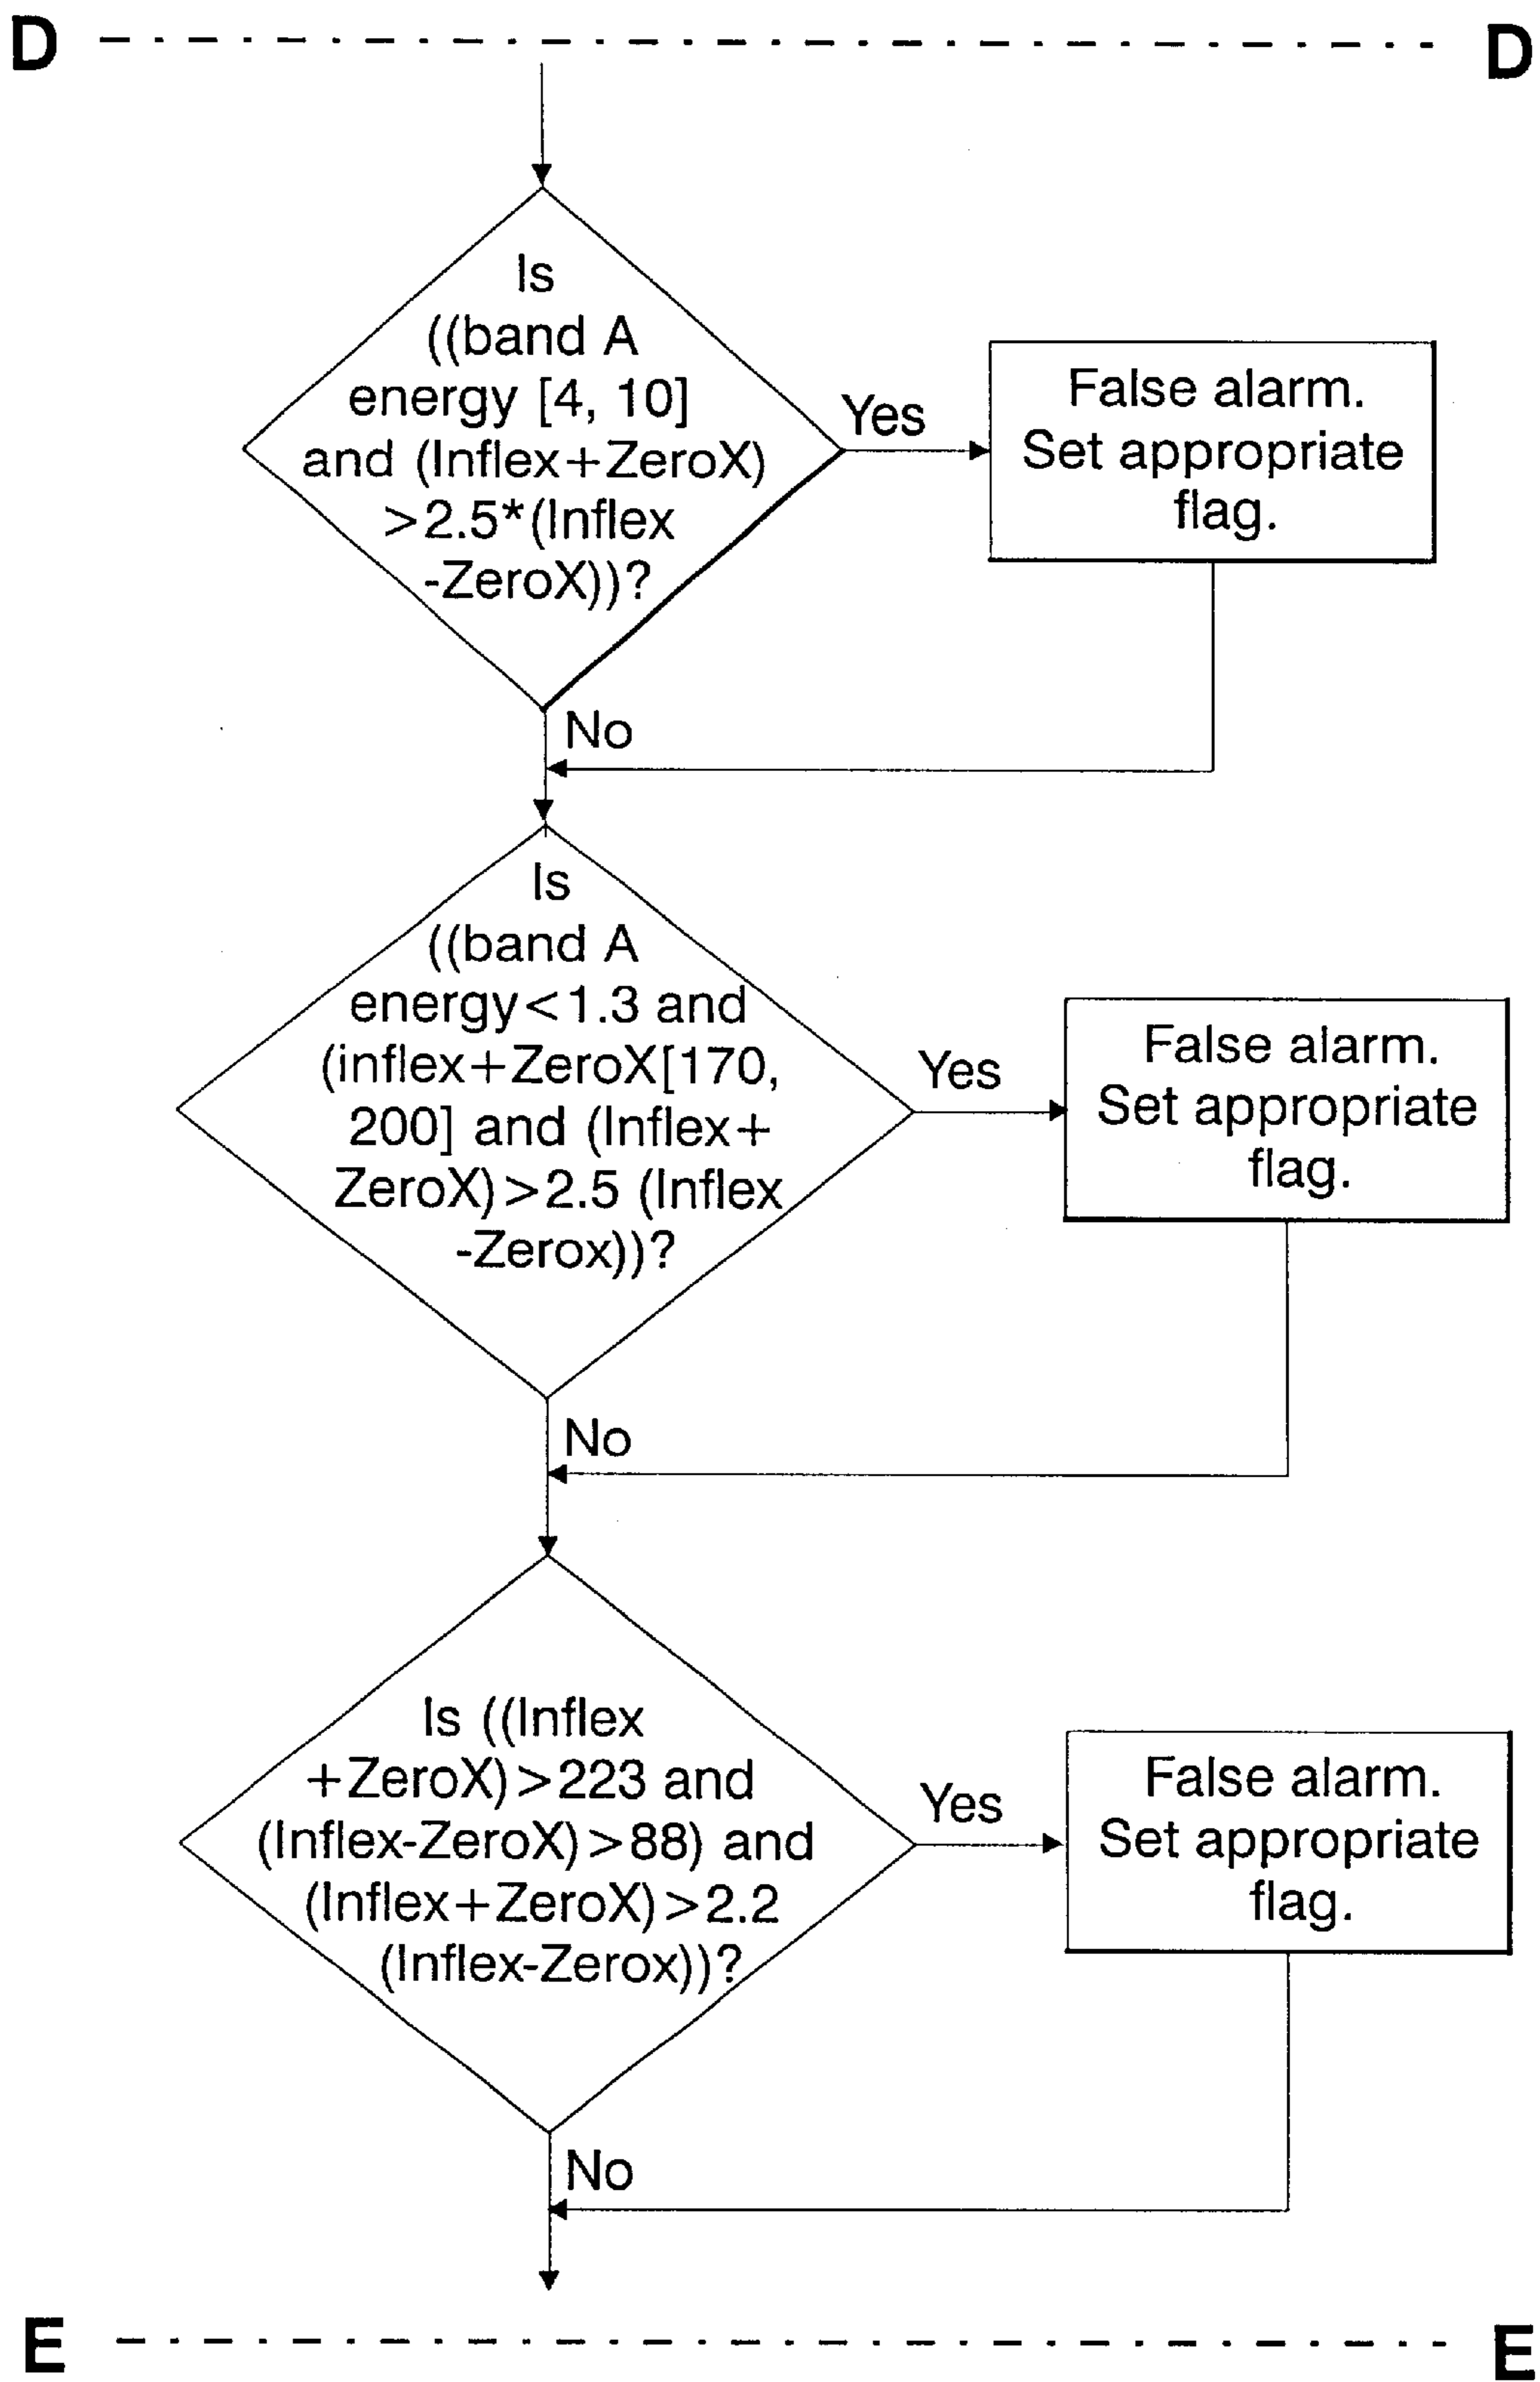 D D
Is
((band A
energy [4, 10]
and (Inflex+ZeroX)
>2.5*(Inflex
-ZeroX))?
Yes
False alarm.
Set appropriate
flag.
No
Is
((band A
energy<1.3 and
(inflex+ZeroX[170,
200] and (Inflex+
ZeroX)>2.5 (Inflex
-Zerox))?
Yes
False alarm.
Set appropriate
flag.
No
Is ((Inflex
+ZeroX)>223 and
(Inflex-ZeroX)>88) and
(Inflex+ZeroX)>2.2
(Inflex-Zerox))?
Yes
False alarm.
Set appropriate
flag.
No
E E